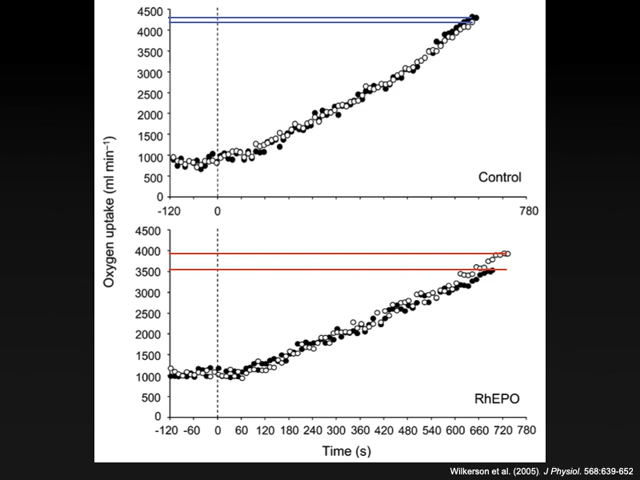 4500
4000
3500
3000
2500
2000
1500
1000
500
0
-120 0 780
Control
Oxygen uptake (ml min⁻¹)
4500
4000
3500
3000
2500
2000
1500
1000
500
0
RhEPO
-120 -60 0 60 120 180 240 300 360 420 480 540 600 660 720 780
Time (s)
Wilkerson et al. (2005). J Physiol. 568:639-652